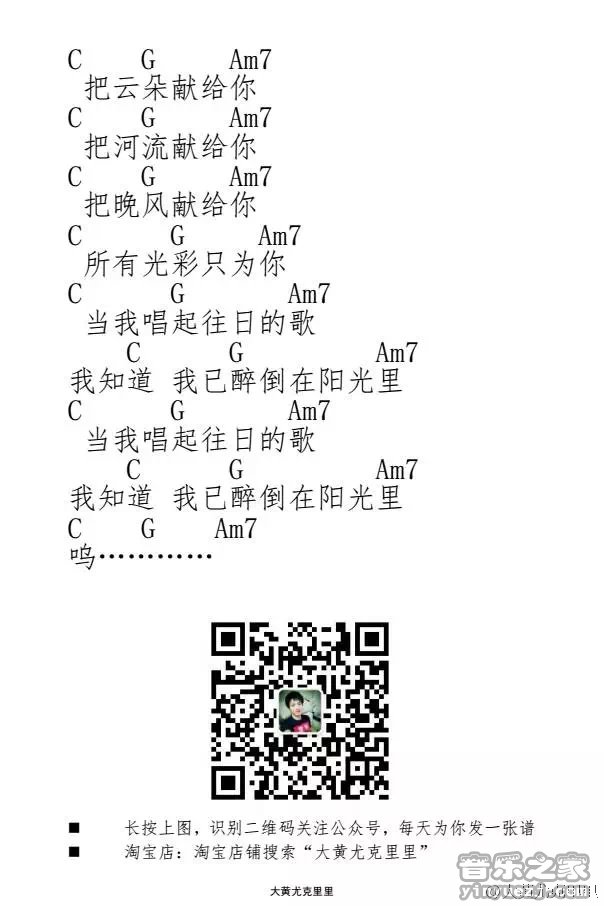 C G Am7
把云朵献给你
C G Am7
把河流献给你
C G Am7
把晚风献给你
C G Am7
所有光彩只为你
C G Am7
当我唱起往日的歌
C G Am7
我知道 我已醉倒在阳光里
C G Am7
当我唱起往日的歌
C G Am7
我知道 我已醉倒在阳光里
C G Am7
呜…………
■ 长按上图，识别二维码关注公众号，每天为你发一张谱
■ 淘宝店：淘宝店铺搜索“大黄尤克里里”
音乐之家
大黄尤克里里